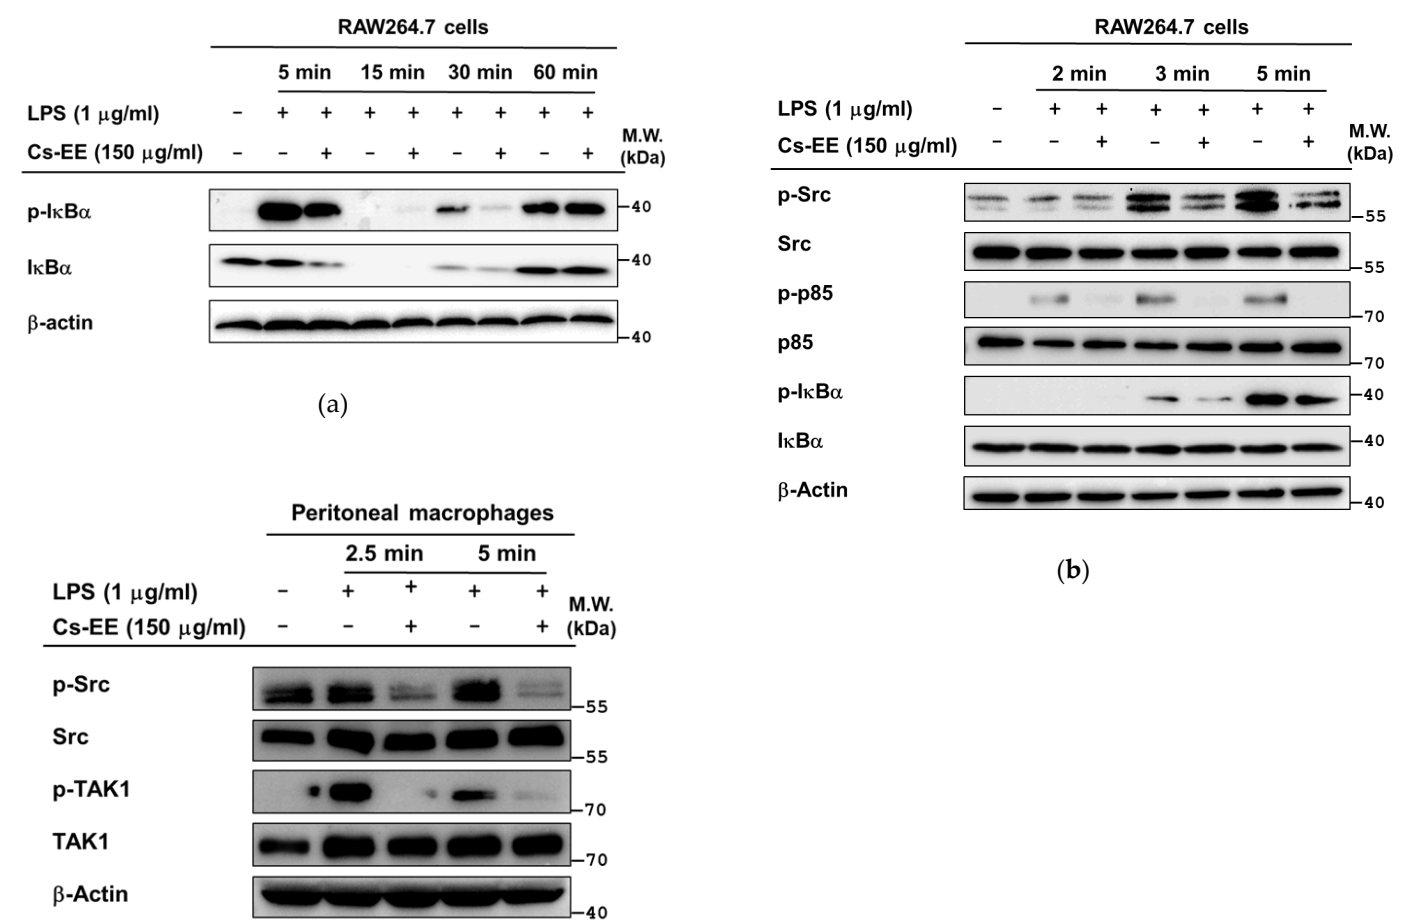 RAW264.7 cells
5 min 15 min 30 min 60 min
LPS (1 μg/ml) − + + + + + + + +
Cs-EE (150 μg/ml) − − + − + − + − +
M.W.
(kDa)
p-IκBα
40
IκBα
40
β-actin
40
(a)
RAW264.7 cells
2 min 3 min 5 min
LPS (1 μg/ml) − + + + + + +
Cs-EE (150 μg/ml) − − + − + − +
M.W.
(kDa)
p-Src
55
Src
55
p-p85
70
p85
70
p-IκBα
40
IκBα
40
β-Actin
40
(b)
Peritoneal macrophages
2.5 min 5 min
LPS (1 μg/ml) − + + + +
Cs-EE (150 μg/ml) − − + − +
M.W.
(kDa)
p-Src
55
Src
55
p-TAK1
70
TAK1
70
β-Actin
40